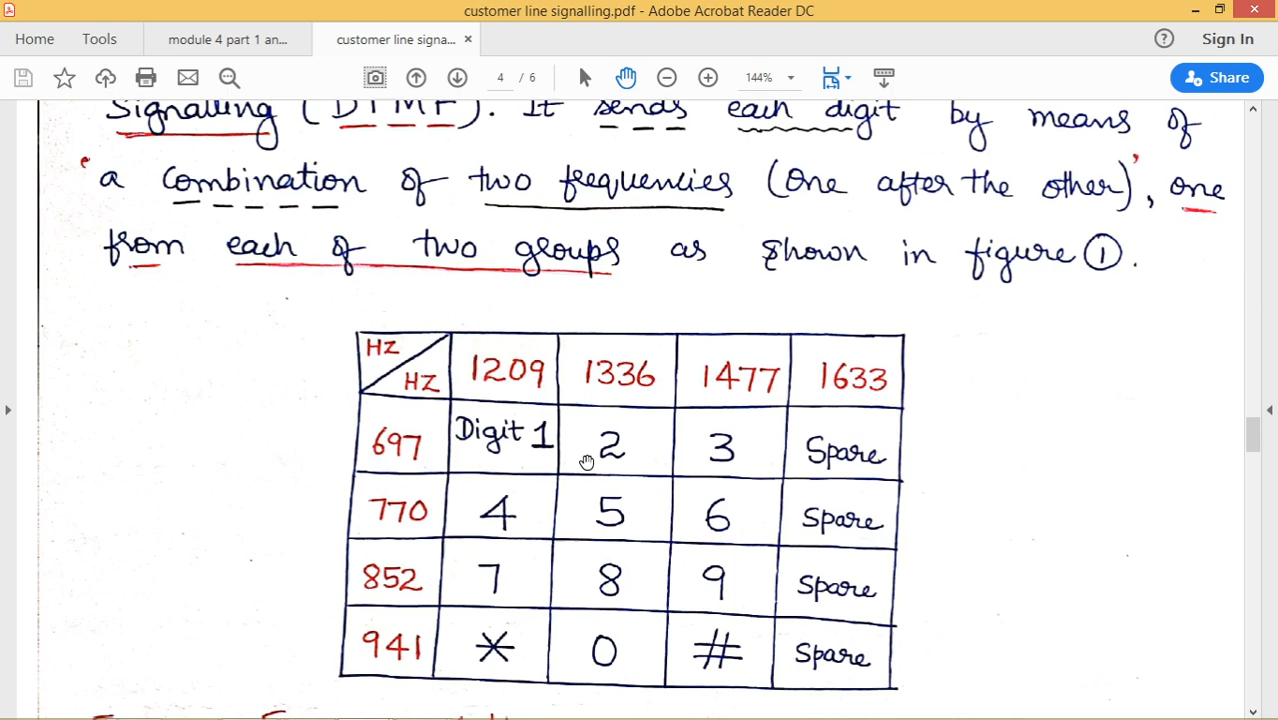 customer line signalling.pdf - Adobe Acrobat Reader DC
Home Tools module 4 part 1 an... customer line signa... × Sign In
4 / 6 144% Share
Signalling (DTMF). It sends each digit by means of
a combination of two frequencies (One after the other)', one
from each of two groups as shown in figure ①.
HZ HZ 1209 1336 1477 1633
697 Digit 1 2 3 Spare
770 4 5 6 Spare
852 7 8 9 Spare
941 * 0 # Spare